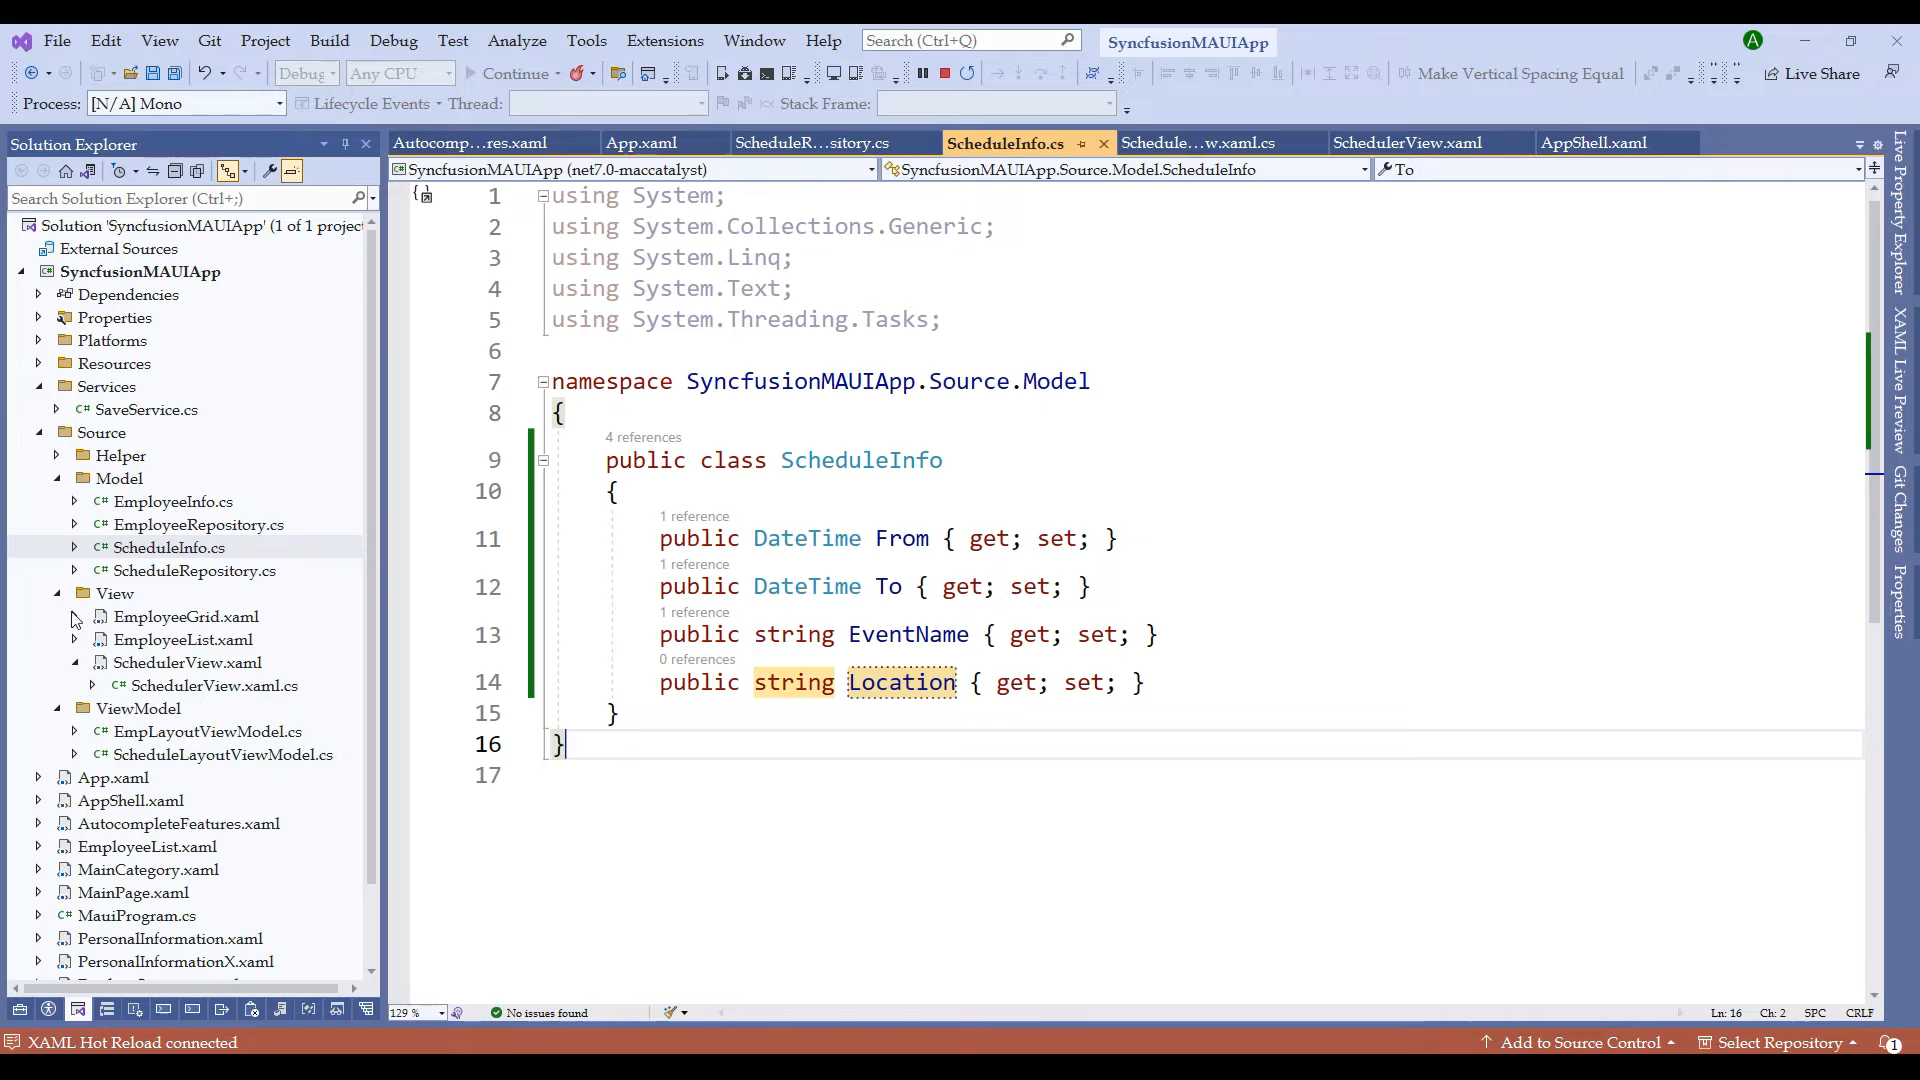 File Edit View Git Project Build Debug Test Analyze Tools Extensions Window Help Search (Ctrl+Q) SyncfusionMAUIApp A
Debug Any CPU Continue Make Vertical Spacing Equal Live Share
Process: [N/A] Mono Lifecycle Events Thread: Stack Frame:
Solution Explorer
Search Solution Explorer (Ctrl+;)
Solution 'SyncfusionMAUIApp' (1 of 1 projec
External Sources
SyncfusionMAUIApp
Dependencies
Properties
Platforms
Resources
Services
SaveService.cs
Source
Helper
Model
EmployeeInfo.cs
EmployeeRepository.cs
ScheduleInfo.cs
ScheduleRepository.cs
View
EmployeeGrid.xaml
EmployeeList.xaml
SchedulerView.xaml
SchedulerView.xaml.cs
ViewModel
EmpLayoutViewModel.cs
ScheduleLayoutViewModel.cs
App.xaml
AppShell.xaml
AutocompleteFeatures.xaml
EmployeeList.xaml
MainCategory.xaml
MainPage.xaml
MauiProgram.cs
PersonalInformation.xaml
PersonalInformationX.xaml
Autocomp...res.xaml App.xaml ScheduleR...sitory.cs ScheduleInfo.cs Schedule...w.xaml.cs SchedulerView.xaml AppShell.xaml
SyncfusionMAUIApp (net7.0-maccatalyst) SyncfusionMAUIApp.Source.Model.ScheduleInfo To
1 using System;
2 using System.Collections.Generic;
3 using System.Linq;
4 using System.Text;
5 using System.Threading.Tasks;
6
7 namespace SyncfusionMAUIApp.Source.Model
8 {
4 references
9 public class ScheduleInfo
10 {
1 reference
11 public DateTime From { get; set; }
1 reference
12 public DateTime To { get; set; }
1 reference
13 public string EventName { get; set; }
0 references
14 public string Location { get; set; }
15 }
16 }
17
129 % No issues found Ln: 16 Ch: 2 SPC CRLF
Live Property Explorer
XAML Live Preview
Git Changes
Properties
XAML Hot Reload connected Add to Source Control Select Repository 1